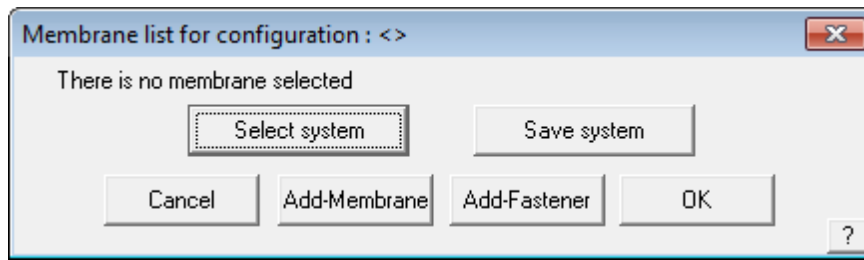 Membrane list for configuration : <>
There is no membrane selected
Select system Save system
Cancel Add-Membrane Add-Fastener OK
?